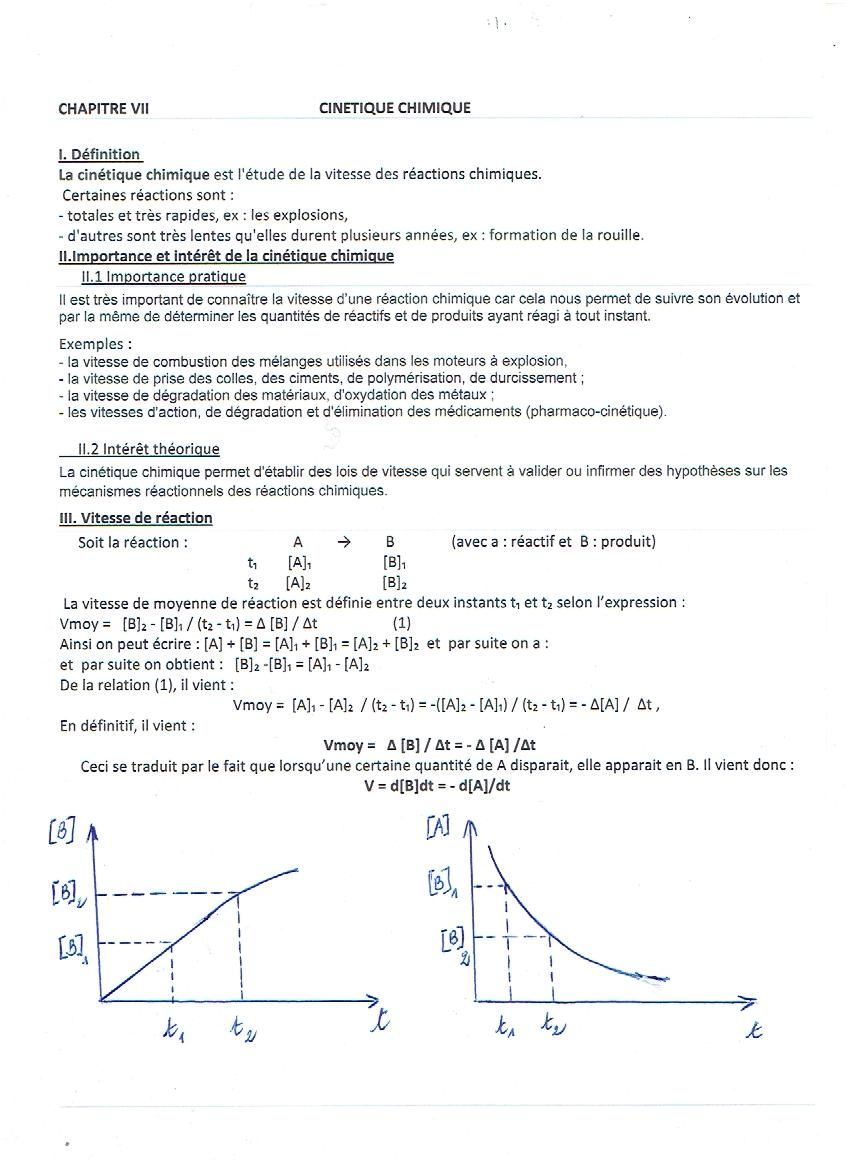 CHAPITRE VII CINETIQUE CHIMIQUE
I. Définition
La cinétique chimique est l'étude de la vitesse des réactions chimiques.
Certaines réactions sont :
- totales et très rapides, ex : les explosions,
- d'autres sont très lentes qu'elles durent plusieurs années, ex : formation de la rouille.
II.Importance et intérêt de la cinétique chimique
II.1 Importance pratique
Il est très important de connaître la vitesse d'une réaction chimique car cela nous permet de suivre son évolution et
par la même de déterminer les quantités de réactifs et de produits ayant réagi à tout instant.
Exemples :
- la vitesse de combustion des mélanges utilisés dans les moteurs à explosion,
- la vitesse de prise des colles, des ciments, de polymérisation, de durcissement ;
- la vitesse de dégradation des matériaux, d'oxydation des métaux ;
- les vitesses d'action, de dégradation et d'élimination des médicaments (pharmaco-cinétique).
II.2 Intérêt théorique
La cinétique chimique permet d'établir des lois de vitesse qui servent à valider ou infirmer des hypothèses sur les
mécanismes réactionnels des réactions chimiques.
III. Vitesse de réaction
Soit la réaction : A → B (avec a : réactif et B : produit)
t₁ [A]₁ [B]₁
t₂ [A]₂ [B]₂
La vitesse de moyenne de réaction est définie entre deux instants t₁ et t₂ selon l'expression :
Vmoy = [B]₂ - [B]₁ / (t₂ - t₁) = Δ [B] / Δt (1)
Ainsi on peut écrire : [A] + [B] = [A]₁ + [B]₁ = [A]₂ + [B]₂ et par suite on a :
et par suite on obtient : [B]₂ -[B]₁ = [A]₁ - [A]₂
De la relation (1), il vient :
Vmoy = [A]₁ - [A]₂ / (t₂ - t₁) = -([A]₂ - [A]₁) / (t₂ - t₁) = - Δ[A] / Δt ,
En définitif, il vient :
Vmoy = Δ [B] / Δt = - Δ [A] /Δt
Ceci se traduit par le fait que lorsqu'une certaine quantité de A disparait, elle apparait en B. Il vient donc :
V = d[B]dt = - d[A]/dt
[B] [A]
[B]₂ [B]₁
[B]₁ [B]₂
t₁ t₂ t t₁ t₂ t